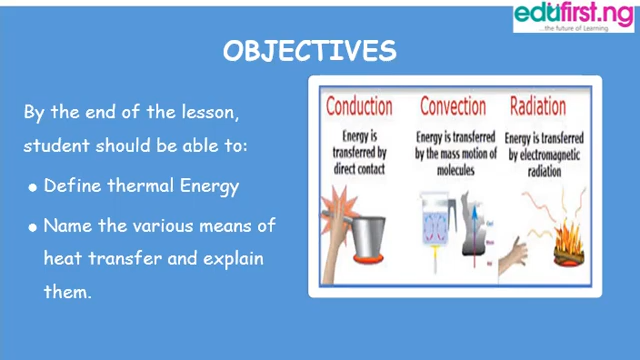 edufirst.ng
...the future of Learning
OBJECTIVES
By the end of the lesson,
student should be able to:
Define thermal Energy
Name the various means of
heat transfer and explain
them.
Conduction
Energy is
transferred by
direct contact
Convection
Energy is transferred
by the mass motion of
molecules
Radiation
Energy is transferred
by electromagnetic
radiation